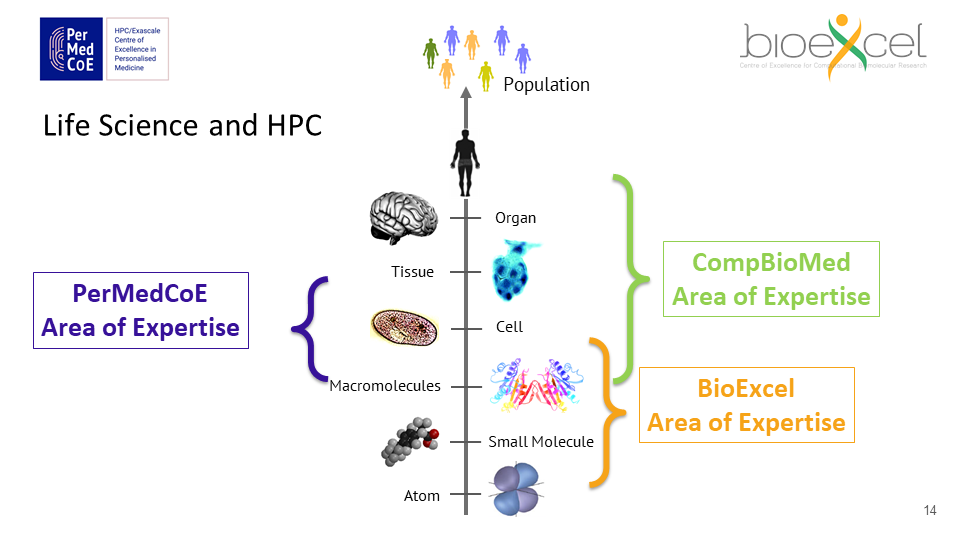 Per
Med
CoE
HPC/Exascale
Centre of
Excellence in
Personalised
Medicine
bioexcel
Centre of Excellence for Computational Biomolecular Research
Population
Life Science and HPC
Organ
Tissue
CompBioMed
Area of Expertise
PerMedCoE
Area of Expertise
Cell
Macromolecules
BioExcel
Area of Expertise
Small Molecule
Atom
14